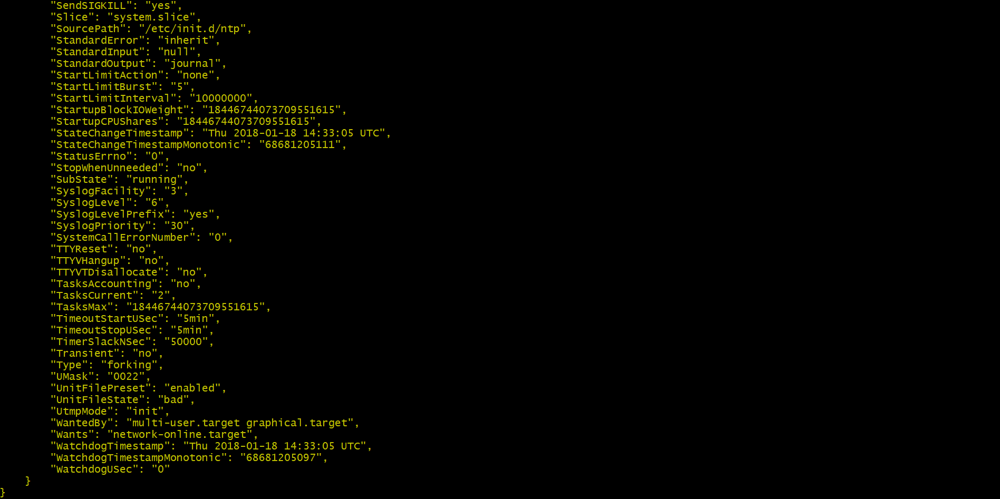 "SendSIGKILL": "yes",
"Slice": "system.slice",
"SourcePath": "/etc/init.d/ntp",
"StandardError": "inherit",
"StandardInput": "null",
"StandardOutput": "journal",
"StartLimitAction": "none",
"StartLimitBurst": "5",
"StartLimitInterval": "10000000",
"StartupBlockIOWeight": "18446744073709551615",
"StartupCPUShares": "18446744073709551615",
"StateChangeTimestamp": "Thu 2018-01-18 14:33:05 UTC",
"StateChangeTimestampMonotonic": "68681205111",
"StatusErrno": "0",
"StopWhenUnneeded": "no",
"SubState": "running",
"SyslogFacility": "3",
"SyslogLevel": "6",
"SyslogLevelPrefix": "yes",
"SyslogPriority": "30",
"SystemCallErrorNumber": "0",
"TTYReset": "no",
"TTYVHangup": "no",
"TTYVTDisallocate": "no",
"TasksAccounting": "no",
"TasksCurrent": "2",
"TasksMax": "18446744073709551615",
"TimeoutStartUSec": "5min",
"TimeoutStopUSec": "5min",
"TimerSlackNSec": "50000",
"Transient": "no",
"Type": "forking",
"UMask": "0022",
"UnitFilePreset": "enabled",
"UnitFileState": "bad",
"UtmpMode": "init",
"WantedBy": "multi-user.target graphical.target",
"Wants": "network-online.target",
"WatchdogTimestamp": "Thu 2018-01-18 14:33:05 UTC",
"WatchdogTimestampMonotonic": "68681205097",
"WatchdogUSec": "0"
}
}